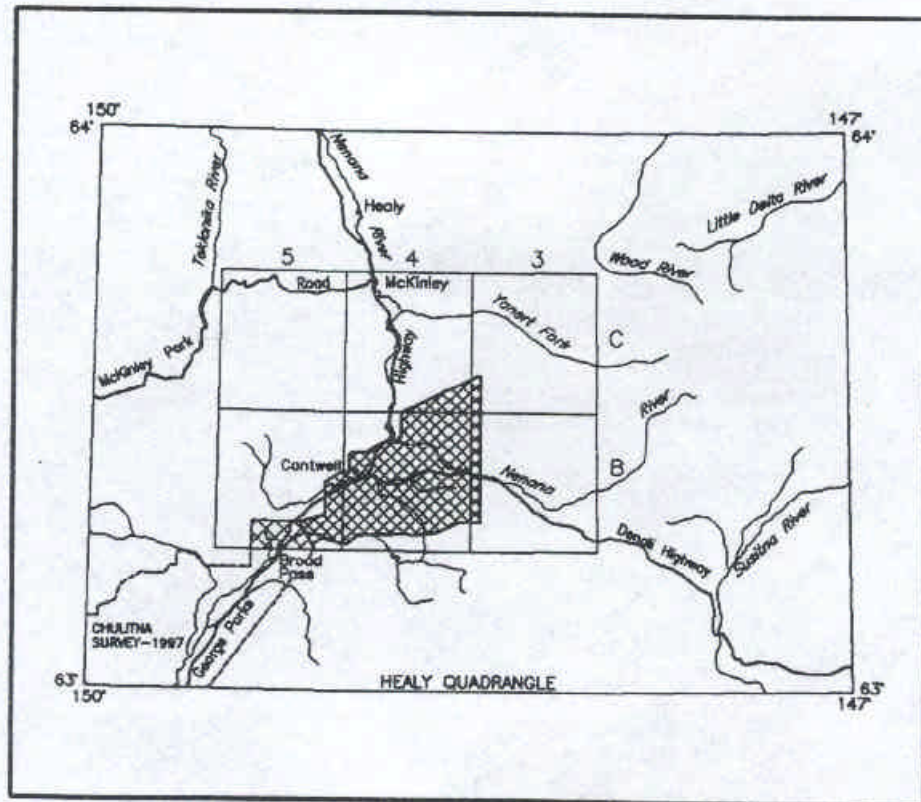 150°
64°
147°
64°
Teklanika River
Nenana
River
Healy
Little Delta River
Wood River
5
4
3
Road
McKinley
McKinley Park
Highway
Yanert Fork
C
River
Cantwell
B
Nenana
Denali Highway
Susitna River
Broad
Pass
George Parks
CHULITNA
SURVEY-1997
63°
150°
HEALY QUADRANGLE
63°
147°